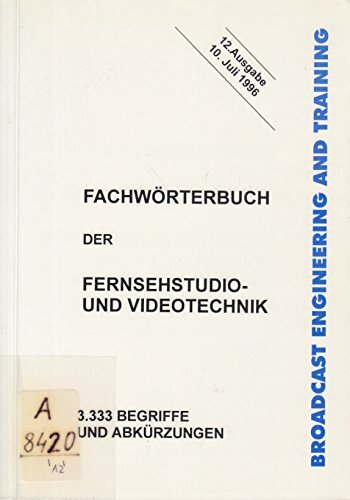 12.Ausgabe
10. Juli 1996
BROADCAST ENGINEERING AND TRAINING
FACHWÖRTERBUCH
DER
FERNSEHSTUDIO-
UND VIDEOTECHNIK
3.333 BEGRIFFE
UND ABKÜRZUNGEN
A
8420
12